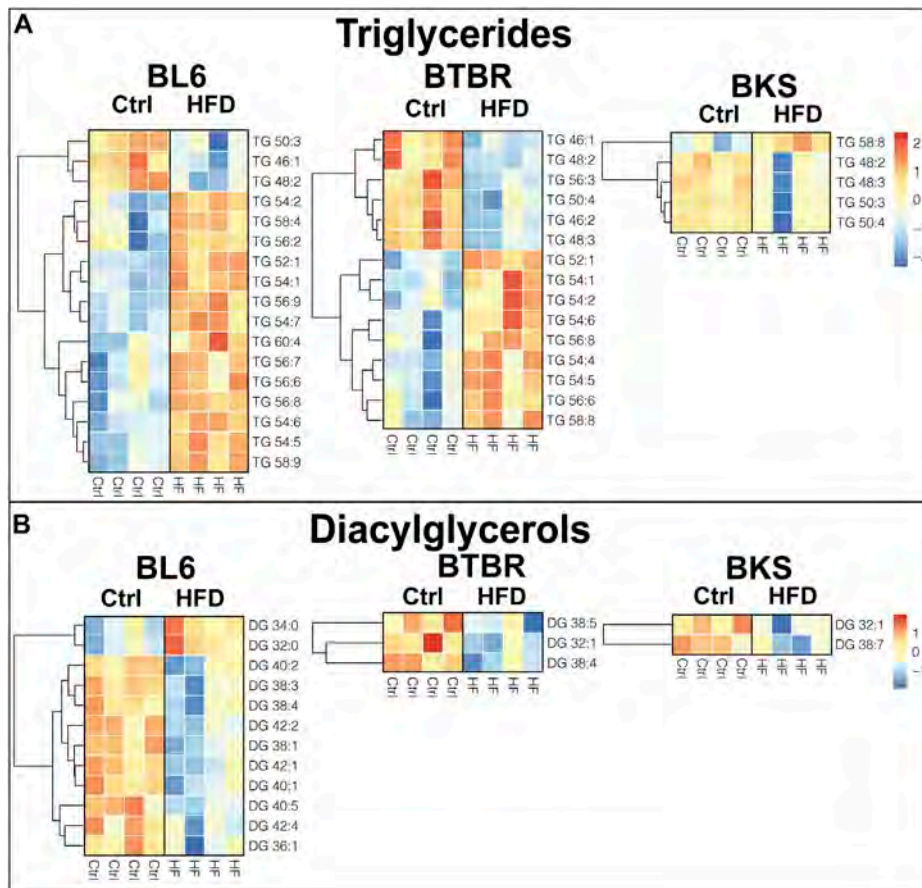 A
Triglycerides
BL6
Ctrl HFD
TG 50:3
TG 46:1
TG 48:2
TG 54:2
TG 58:4
TG 56:2
TG 52:1
TG 54:1
TG 56:9
TG 54:7
TG 60:4
TG 56:7
TG 56:6
TG 56:8
TG 54:6
TG 54:5
TG 58:9
Ctrl Ctrl Ctrl Ctrl HF HF HF HF
BTBR
Ctrl HFD
TG 46:1
TG 48:2
TG 56:3
TG 50:4
TG 46:2
TG 48:3
TG 52:1
TG 54:1
TG 54:2
TG 54:6
TG 56:8
TG 54:4
TG 54:5
TG 56:6
TG 58:8
Ctrl Ctrl Ctrl Ctrl HF HF HF HF
BKS
Ctrl HFD
TG 58:8
TG 48:2
TG 48:3
TG 50:3
TG 50:4
Ctrl Ctrl Ctrl Ctrl HF HF HF HF
2
1
0
B
Diacylglycerols
BL6
Ctrl HFD
DG 34:0
DG 32:0
DG 40:2
DG 38:3
DG 38:4
DG 42:2
DG 38:1
DG 42:1
DG 40:1
DG 40:5
DG 42:4
DG 36:1
Ctrl Ctrl Ctrl Ctrl HF HF HF HF
BTBR
Ctrl HFD
DG 38:5
DG 32:1
DG 38:4
Ctrl Ctrl Ctrl Ctrl HF HF HF HF
BKS
Ctrl HFD
DG 32:1
DG 38:7
Ctrl Ctrl Ctrl Ctrl HF HF HF HF
1
0